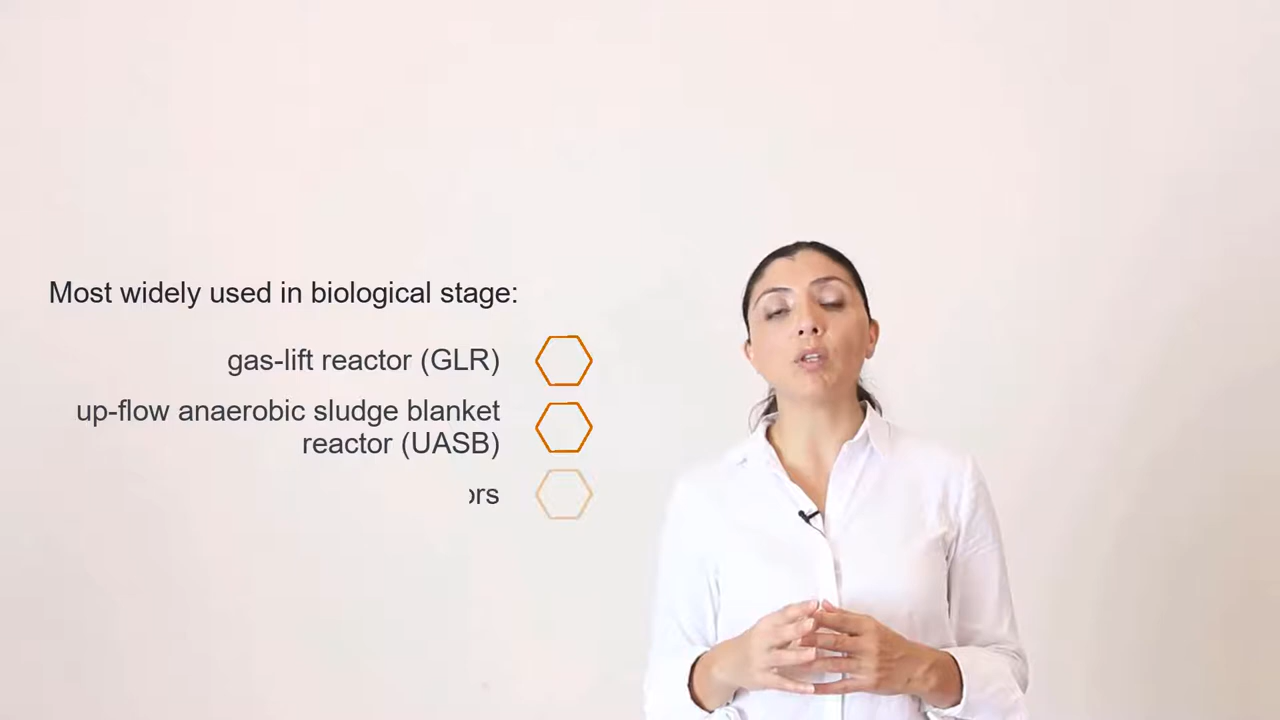 Most widely used in biological stage:
gas-lift reactor (GLR)
up-flow anaerobic sludge blanket
reactor (UASB)